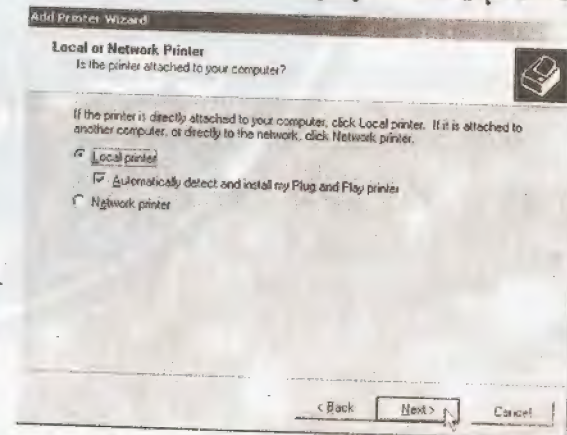 Add Printer Wizard
Local or Network Printer
Is the printer attached to your computer?
If the printer is directly attached to your computer, click Local printer. If it is attached to
another computer, or directly to the network, click Network printer.
Local printer
Automatically detect and install my Plug and Play printer
Network printer
< Back
Next >
Cancel